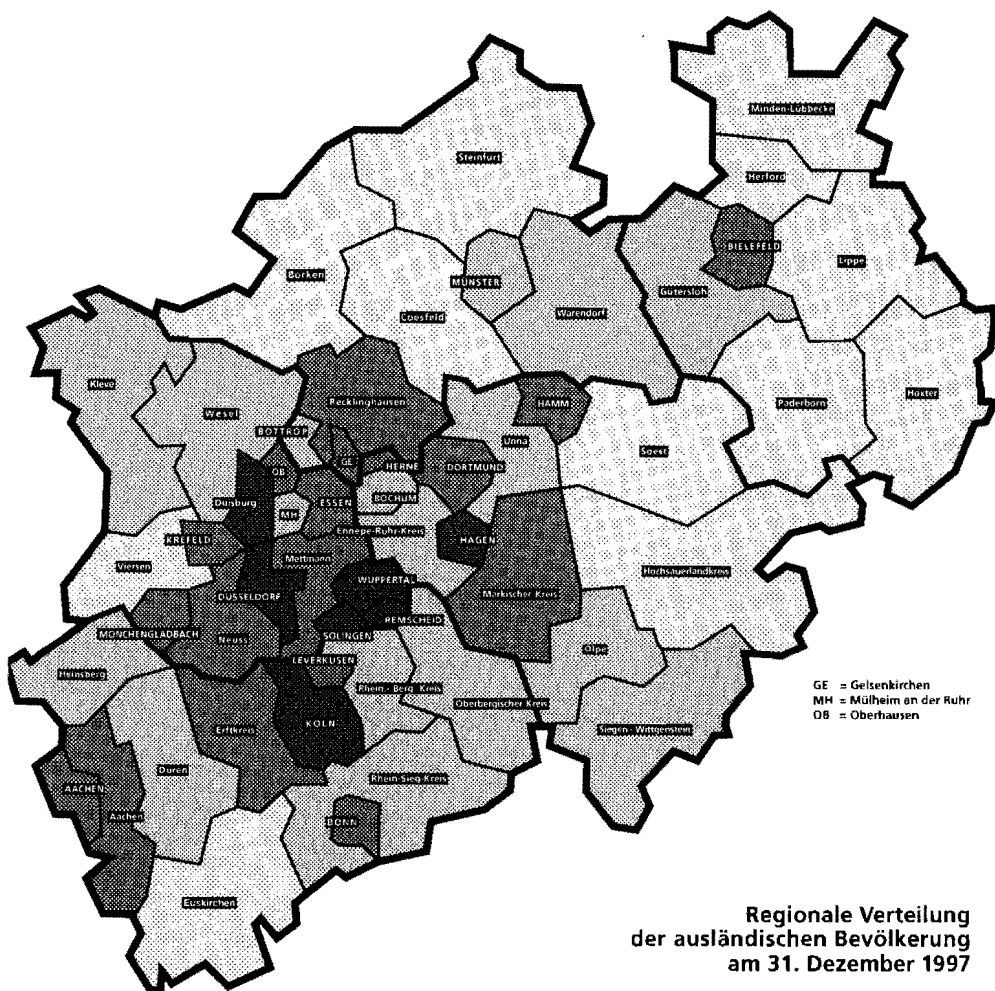 Minden-Lübbecke
Steinfurt
Herford
BIELEFELD
Lippe
Borken
MÜNSTER
Gütersloh
Coesfeld
Warendorf
Kleve
Recklinghausen
HAMM
Paderborn
Höxter
Wesel
BOTTROP
Unna
Soest
GE
HERNE
DORTMUND
OB
Duisburg
ESSEN
BOCHUM
MH
Ennepe-Ruhr-Kreis
KREFELD
HAGEN
Mettmann
Viersen
Hochsauerlandkreis
WUPPERTAL
DÜSSELDORF
Märkischer Kreis
REMSCHEID
MÖNCHENGLADBACH
Neuss
SOLINGEN
Olpe
LEVERKUSEN
Heinsberg
Rhein.- Berg. Kreis
Oberbergischer Kreis
GE = Gelsenkirchen
MH = Mülheim an der Ruhr
OB = Oberhausen
KÖLN
Erftkreis
Siegen - Wittgenstein
Düren
Rhein-Sieg-Kreis
AACHEN
Aachen
BONN
Euskirchen
Regionale Verteilung
der ausländischen Bevölkerung
am 31. Dezember 1997